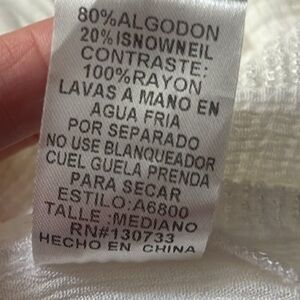 80%ALGODON
20%ISNOWNEIL
CONTRASTE:
100%RAYON
LAVAS A MANO EN
AGUA FRIA
POR SEPARADO
NO USE BLANQUEADOR
CUEL GUELA PRENDA
PARA SECAR
ESTILO:A6800
TALLE :MEDIANO
RN#130733
HECHO EN CHINA